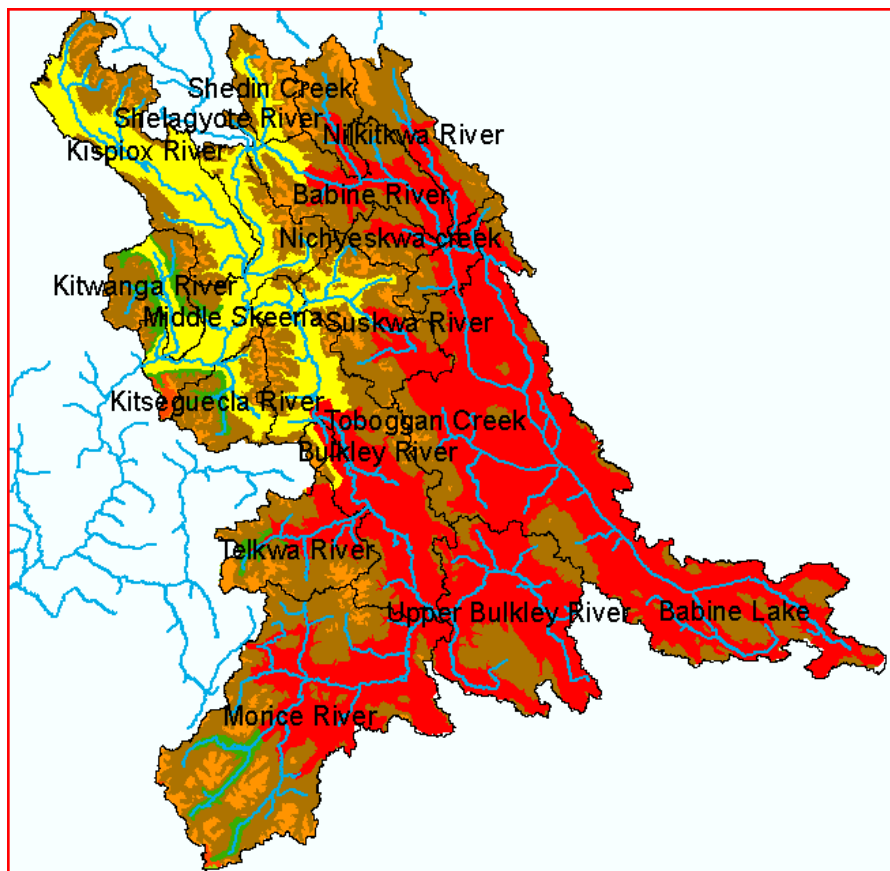 Shedin Creek
Shelagyote River
Nilkitkwa River
Kispiox River
Babine River
Nichyeskwa creek
Kitwanga River
Middle Skeena
Suskwa River
Kitseguecla River
Toboggan Creek
Bulkley River
Telkwa River
Upper Bulkley River
Babine Lake
Morice River